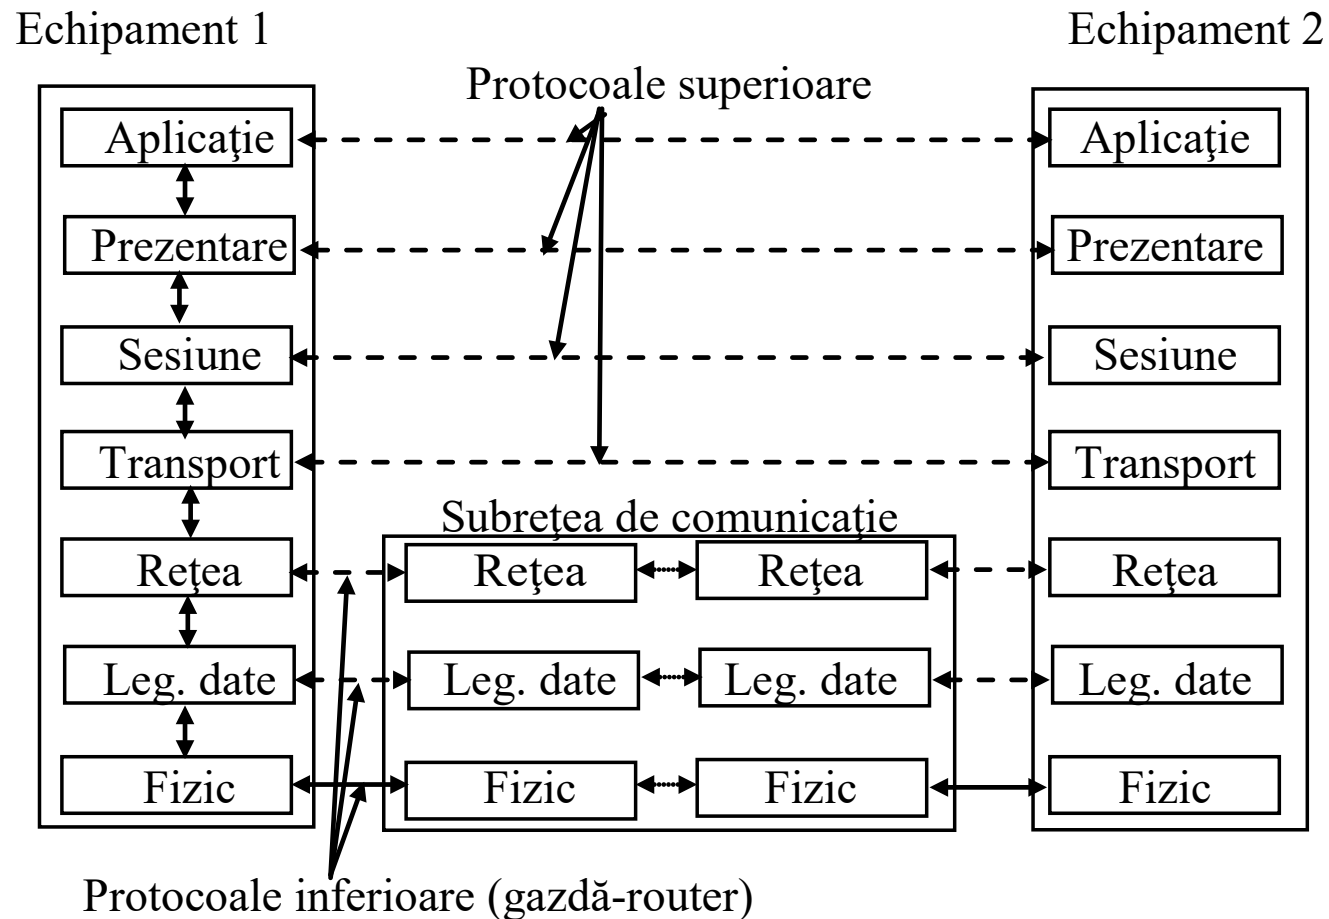 Echipament 1
Echipament 2
Protocoale superioare
Aplicaţie
Aplicaţie
Prezentare
Prezentare
Sesiune
Sesiune
Transport
Transport
Subreţea de comunicaţie
Reţea
Reţea
Reţea
Reţea
Leg. date
Leg. date
Leg. date
Leg. date
Fizic
Fizic
Fizic
Fizic
Protocoale inferioare (gazdă-router)